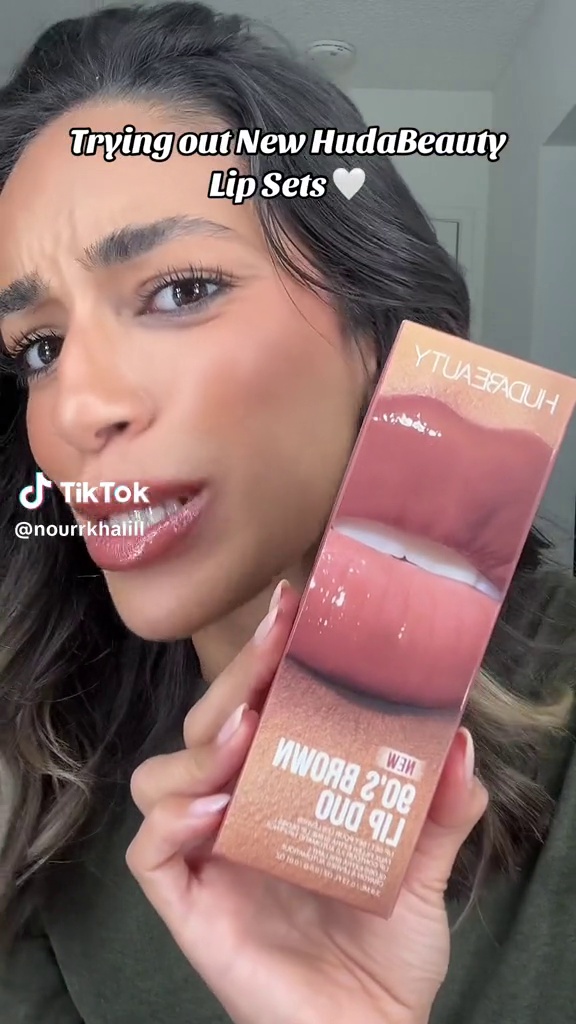 Trying out New HudaBeauty
Lip Sets 🤍
HUDABEAUTY
TikTok
@nourrkhalill
NEW
90'S BROWN
LIP DUO